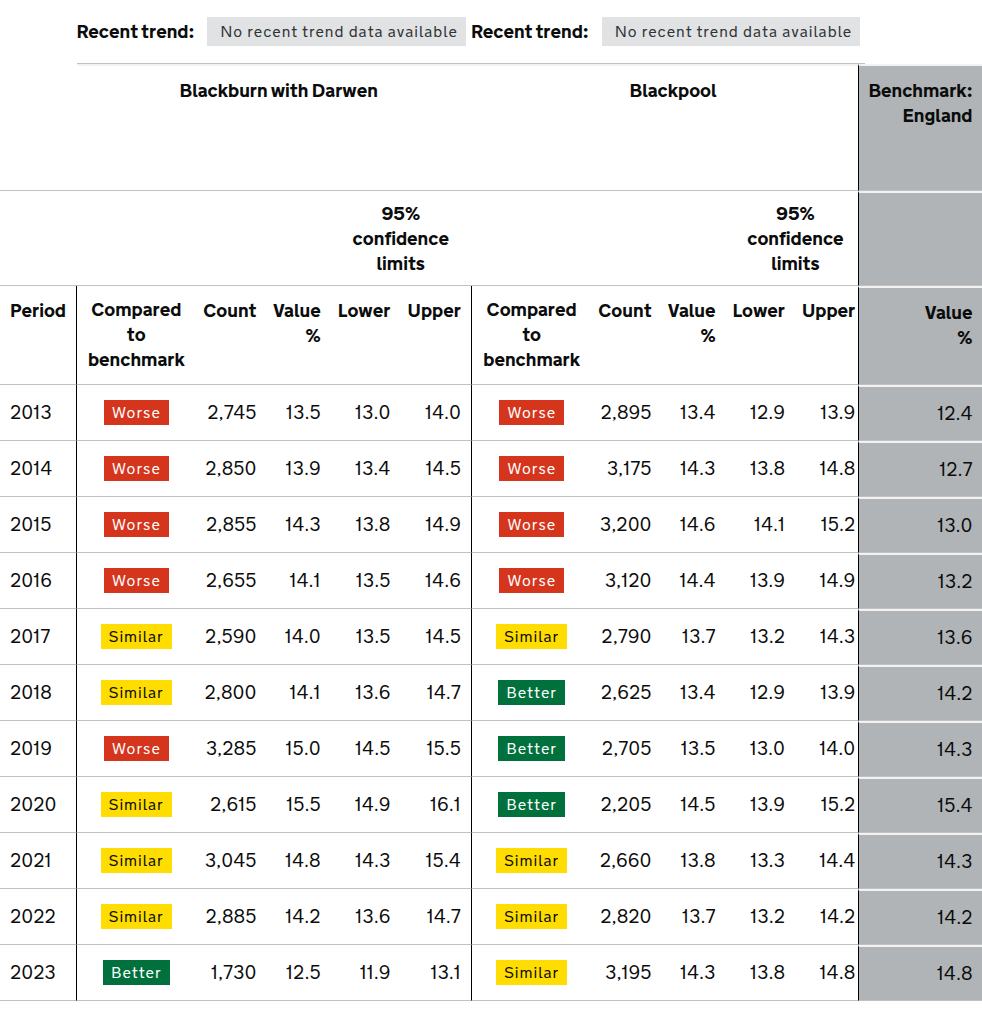 Recent trend: No recent trend data available Recent trend: No recent trend data available
Blackburn with Darwen Blackpool Benchmark:
England
95% 95%
confidence confidence
limits limits
Period Compared Count Value Lower Upper Compared Count Value Lower Upper Value
to % to % %
benchmark benchmark
2013 Worse 2,745 13.5 13.0 14.0 Worse 2,895 13.4 12.9 13.9 12.4
2014 Worse 2,850 13.9 13.4 14.5 Worse 3,175 14.3 13.8 14.8 12.7
2015 Worse 2,855 14.3 13.8 14.9 Worse 3,200 14.6 14.1 15.2 13.0
2016 Worse 2,655 14.1 13.5 14.6 Worse 3,120 14.4 13.9 14.9 13.2
2017 Similar 2,590 14.0 13.5 14.5 Similar 2,790 13.7 13.2 14.3 13.6
2018 Similar 2,800 14.1 13.6 14.7 Better 2,625 13.4 12.9 13.9 14.2
2019 Worse 3,285 15.0 14.5 15.5 Better 2,705 13.5 13.0 14.0 14.3
2020 Similar 2,615 15.5 14.9 16.1 Better 2,205 14.5 13.9 15.2 15.4
2021 Similar 3,045 14.8 14.3 15.4 Similar 2,660 13.8 13.3 14.4 14.3
2022 Similar 2,885 14.2 13.6 14.7 Similar 2,820 13.7 13.2 14.2 14.2
2023 Better 1,730 12.5 11.9 13.1 Similar 3,195 14.3 13.8 14.8 14.8